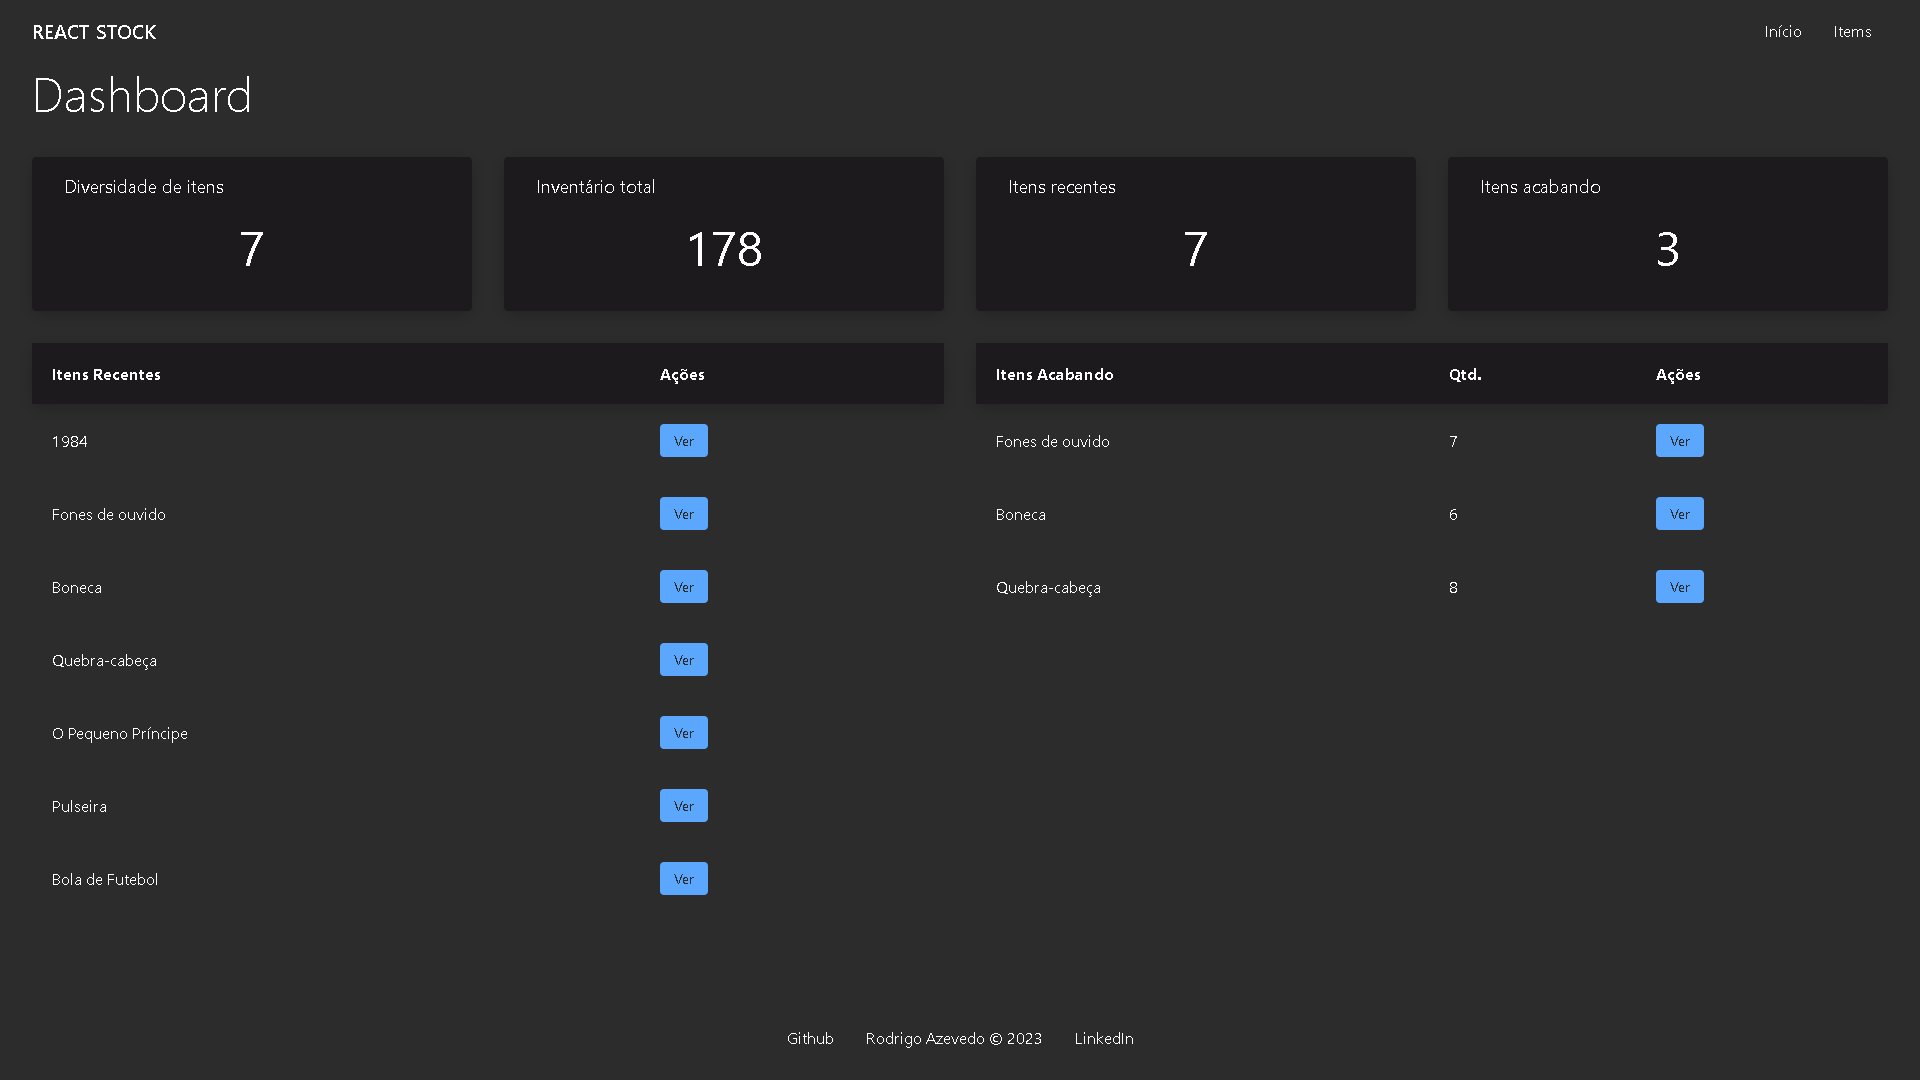 REACT STOCK
Início Items
Dashboard
Diversidade de itens
7
Inventário total
178
Itens recentes
7
Itens acabando
3
Itens Recentes Ações
1984 Ver
Fones de ouvido Ver
Boneca Ver
Quebra-cabeça Ver
O Pequeno Príncipe Ver
Pulseira Ver
Bola de Futebol Ver
Itens Acabando Qtd. Ações
Fones de ouvido 7 Ver
Boneca 6 Ver
Quebra-cabeça 8 Ver
Github Rodrigo Azevedo © 2023 LinkedIn